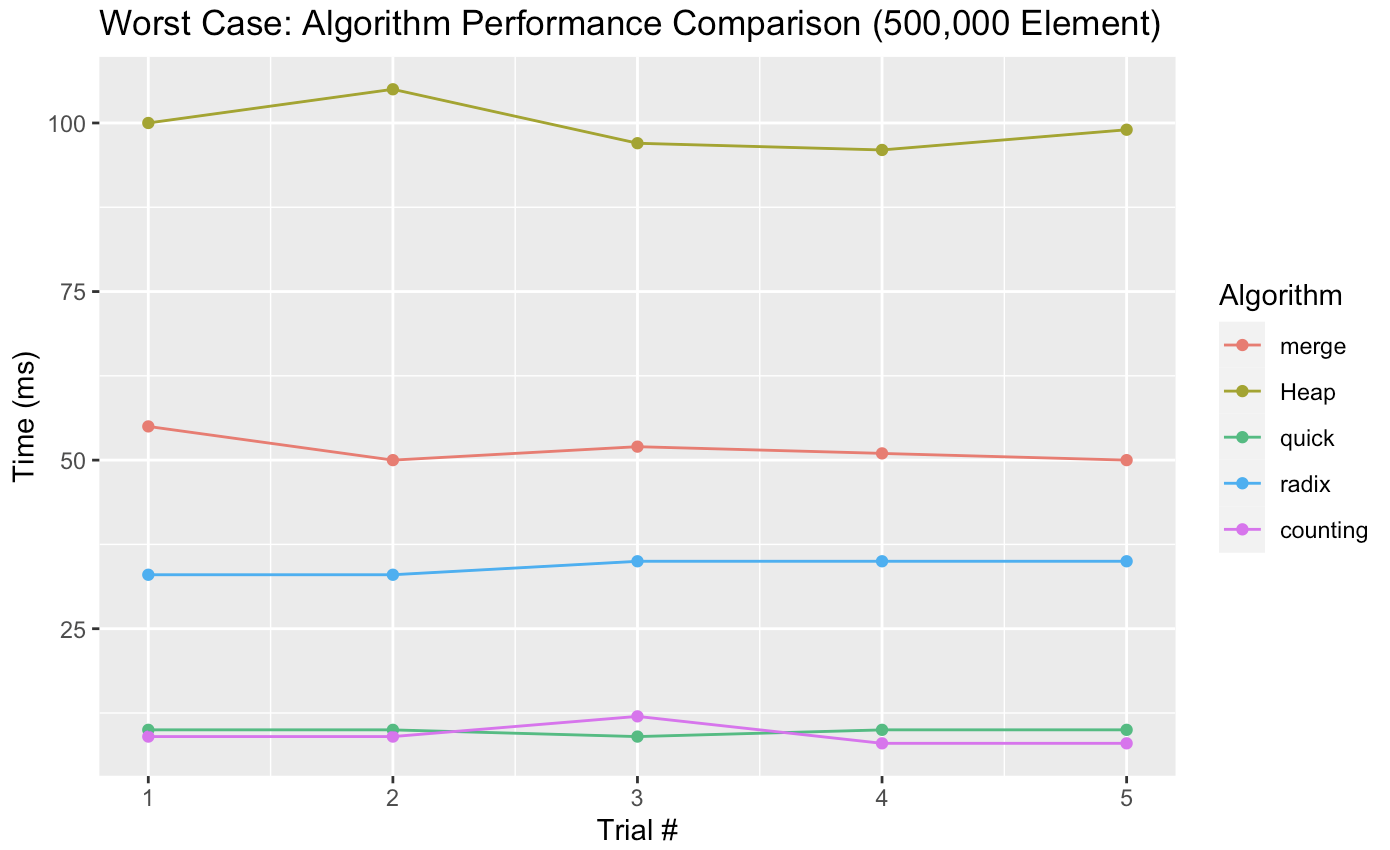 Worst Case: Algorithm Performance Comparison (500,000 Element)
100
75
50
25
Time (ms)
1 2 3 4 5
Trial #
Algorithm
merge
Heap
quick
radix
counting